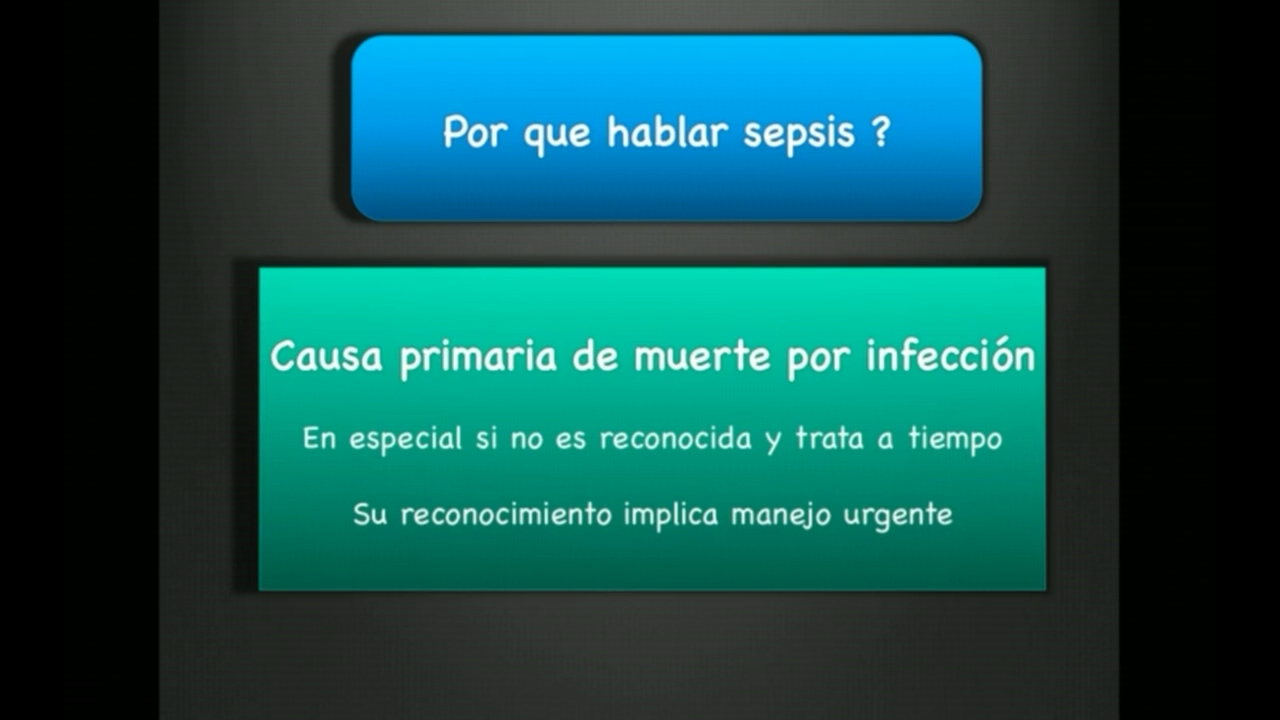 Por que hablar sepsis ?
Causa primaria de muerte por infección
En especial si no es reconocida y trata a tiempo
Su reconocimiento implica manejo urgente